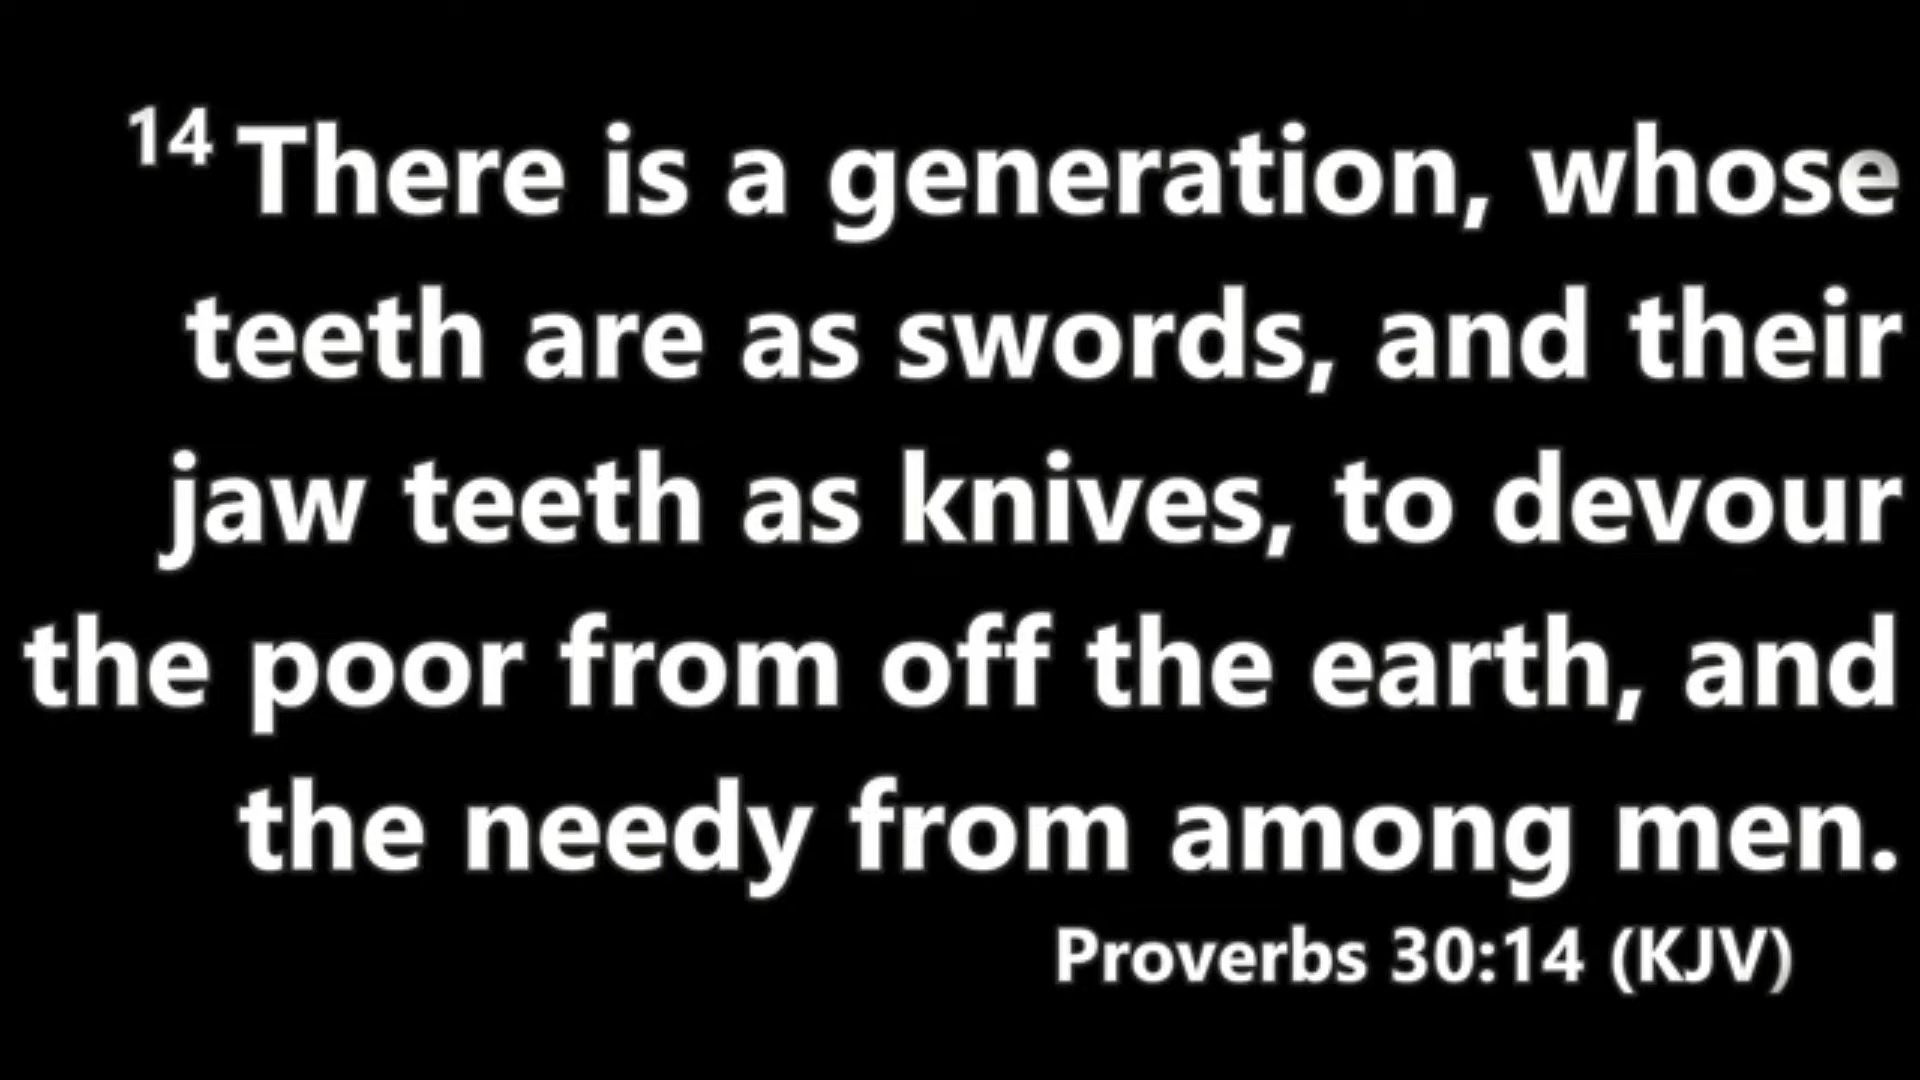 14 There is a generation, whose
teeth are as swords, and their
jaw teeth as knives, to devour
the poor from off the earth, and
the needy from among men.
Proverbs 30:14 (KJV)